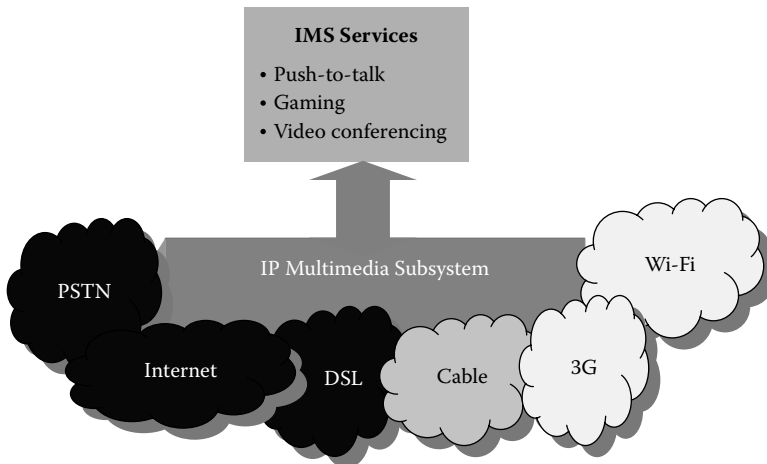 IMS Services
• Push-to-talk
• Gaming
• Video conferencing
IP Multimedia Subsystem
Wi-Fi
PSTN
Internet
DSL
Cable
3G